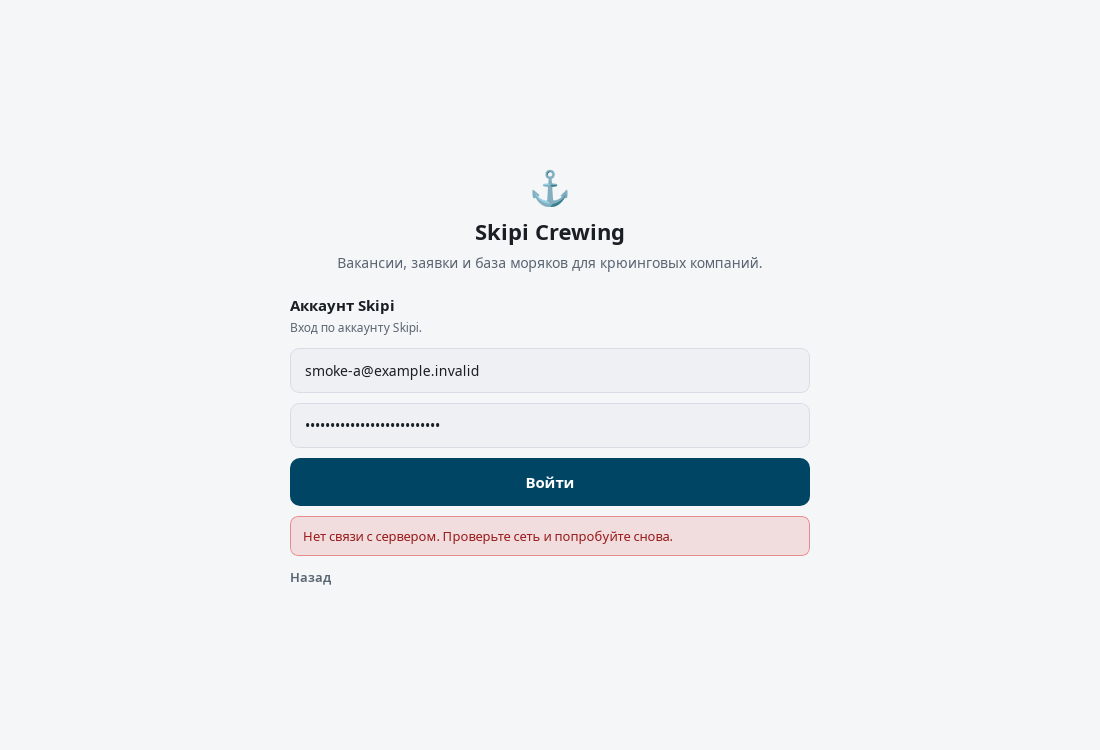 Skipi Crewing
Вакансии, заявки и база моряков для крюинговых компаний.
Аккаунт Skipi
Вход по аккаунту Skipi.
smoke-a@example.invalid
•••••••••••••••••••••••••••
Войти
Нет связи с сервером. Проверьте сеть и попробуйте снова.
Назад